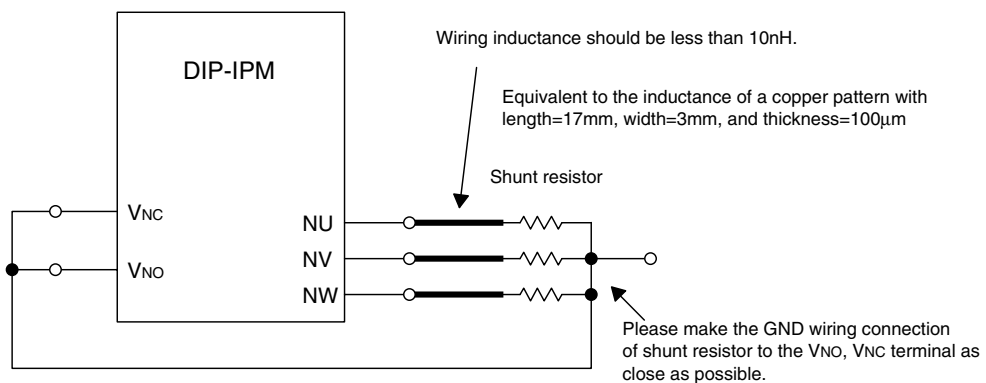 Wiring inductance should be less than 10nH.
DIP-IPM
Equivalent to the inductance of a copper pattern with
length=17mm, width=3mm, and thickness=100μm
Shunt resistor
VNC
NU
NV
VNO
NW
Please make the GND wiring connection
of shunt resistor to the VNO, VNC terminal as
close as possible.